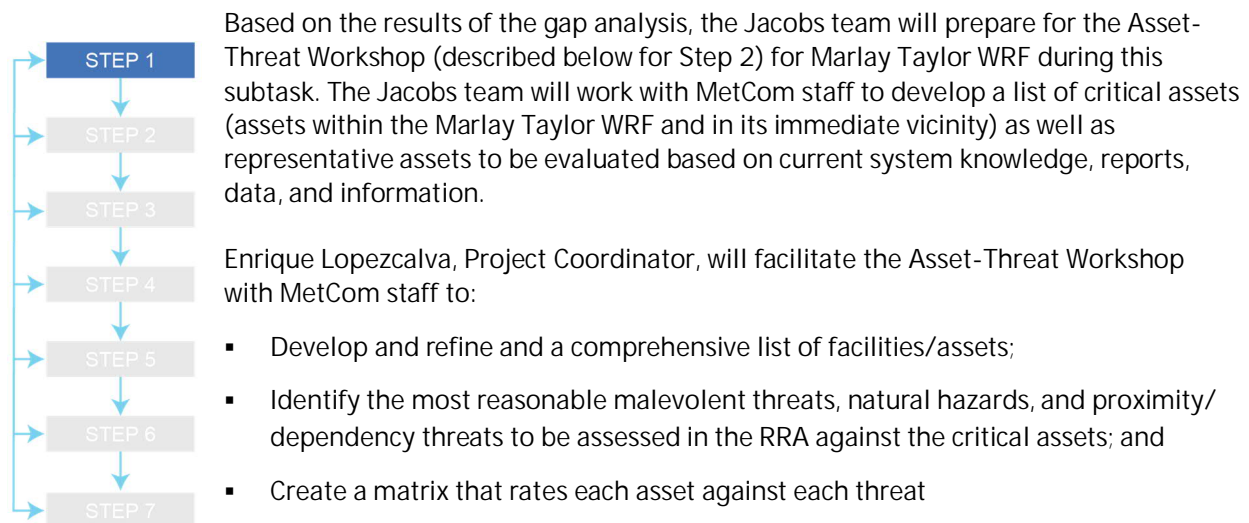 STEP 1
STEP 2
STEP 3
STEP 4
STEP 5
STEP 6
STEP 7
Based on the results of the gap analysis, the Jacobs team will prepare for the Asset-
Threat Workshop (described below for Step 2) for Marlay Taylor WRF during this
subtask. The Jacobs team will work with MetCom staff to develop a list of critical assets
(assets within the Marlay Taylor WRF and in its immediate vicinity) as well as
representative assets to be evaluated based on current system knowledge, reports,
data, and information.
Enrique Lopezcalva, Project Coordinator, will facilitate the Asset-Threat Workshop
with MetCom staff to:
▪ Develop and refine and a comprehensive list of facilities/assets;
▪ Identify the most reasonable malevolent threats, natural hazards, and proximity/
dependency threats to be assessed in the RRA against the critical assets; and
▪ Create a matrix that rates each asset against each threat